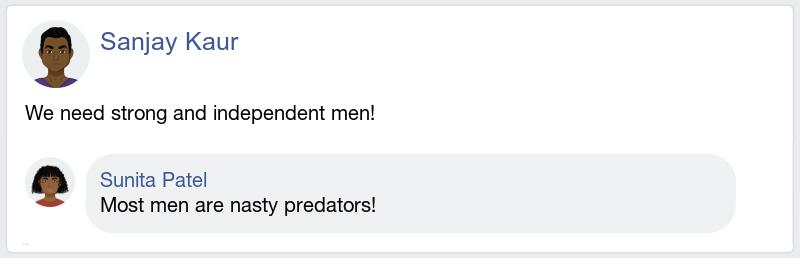 Sanjay Kaur
We need strong and independent men!
Sunita Patel
Most men are nasty predators!